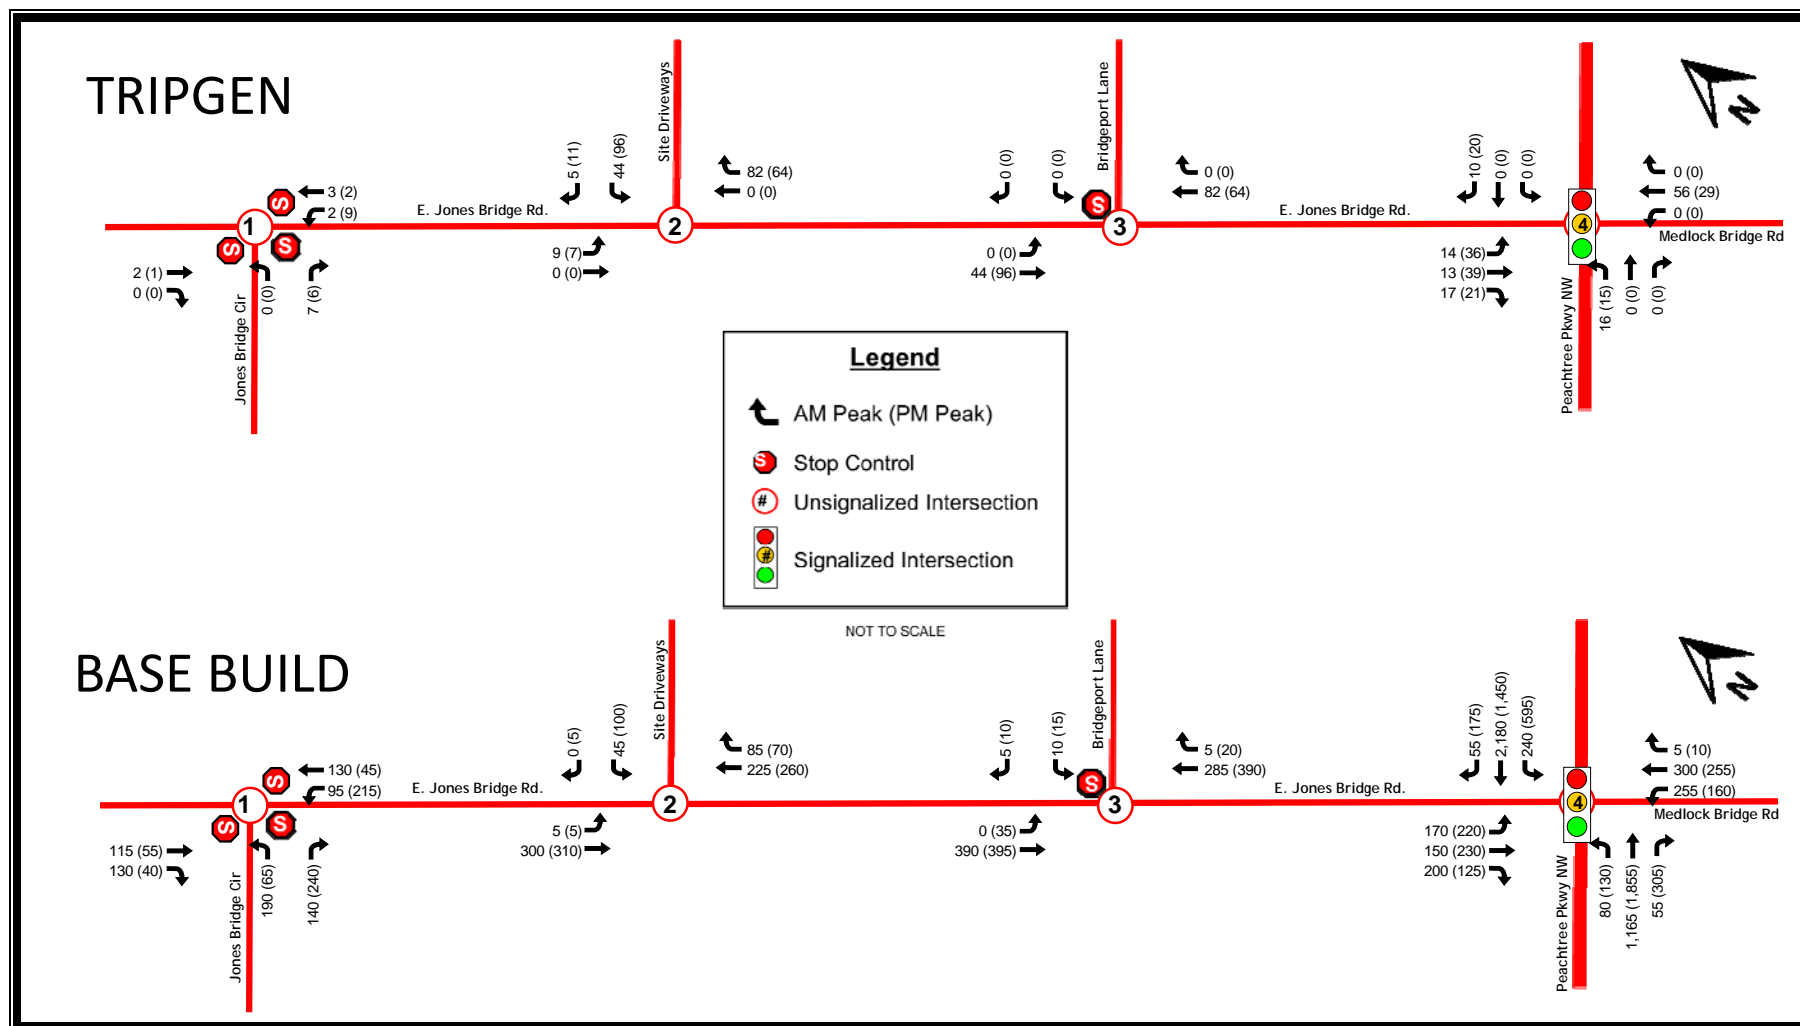 TRIPGEN
Site Driveways
Bridgeport Lane
N
5 (11)
44 (96)
82 (64)
0 (0)
0 (0)
0 (0)
0 (0)
82 (64)
10 (20)
0 (0)
0 (0)
0 (0)
56 (29)
0 (0)
S
3 (2)
2 (9)
E. Jones Bridge Rd.
S
E. Jones Bridge Rd.
1
2
3
4
Medlock Bridge Rd
S
S
2 (1)
0 (0)
Jones Bridge Cir
0 (0)
7 (6)
9 (7)
0 (0)
0 (0)
44 (96)
14 (36)
13 (39)
17 (21)
Peachtree Pkwy NW
16 (15)
0 (0)
0 (0)
Legend
AM Peak (PM Peak)
S Stop Control
# Unsignalized Intersection
# Signalized Intersection
NOT TO SCALE
BASE BUILD
Site Driveways
Bridgeport Lane
N
0 (5)
45 (100)
85 (70)
225 (260)
5 (10)
10 (15)
5 (20)
285 (390)
55 (175)
2,180 (1,450)
240 (595)
5 (10)
300 (255)
255 (160)
S
130 (45)
95 (215)
E. Jones Bridge Rd.
S
E. Jones Bridge Rd.
1
2
3
4
Medlock Bridge Rd
S
S
115 (55)
130 (40)
Jones Bridge Cir
190 (65)
140 (240)
5 (5)
300 (310)
0 (35)
390 (395)
170 (220)
150 (230)
200 (125)
Peachtree Pkwy NW
80 (130)
1,165 (1,855)
55 (305)